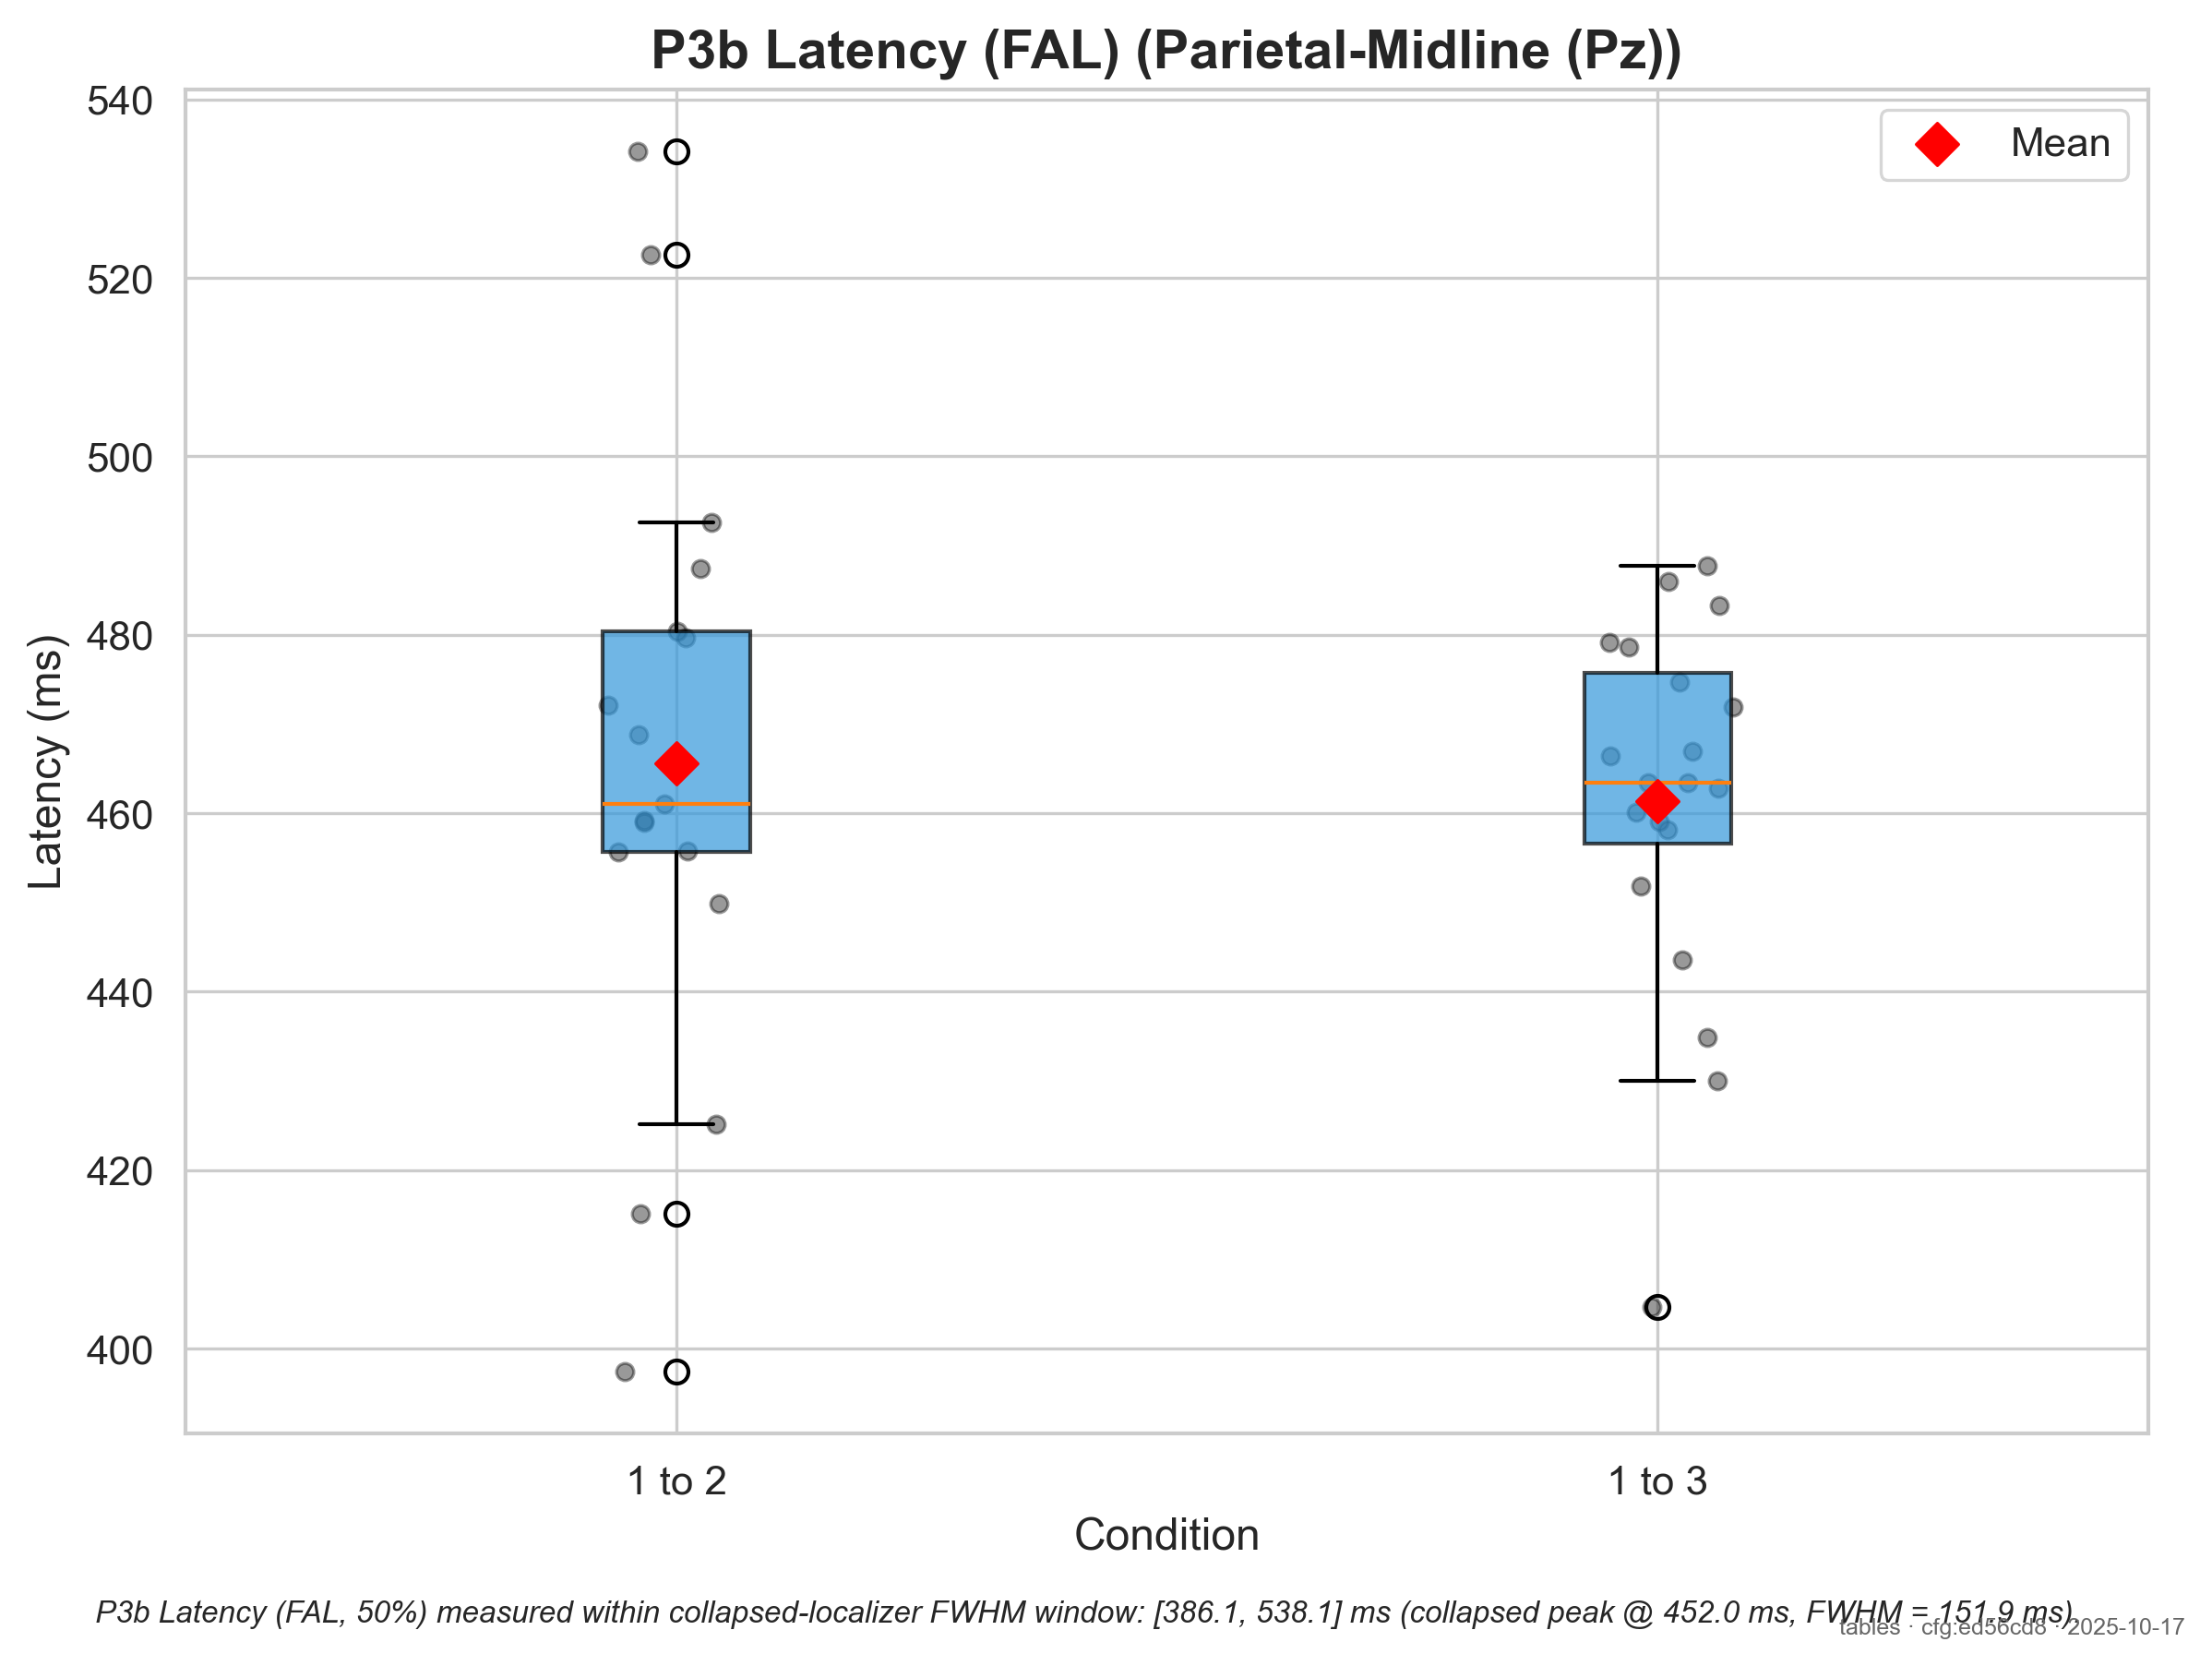 P3b Latency (FAL) (Parietal-Midline (Pz))
Mean
540
520
500
480
460
440
420
400
Latency (ms)
1 to 2
1 to 3
Condition
P3b Latency (FAL, 50%) measured within collapsed-localizer FWHM window: [386.1, 538.1] ms (collapsed peak @ 452.0 ms, FWHM = 151.9 ms).
tables · cfg:ed56cd8 · 2025-10-17